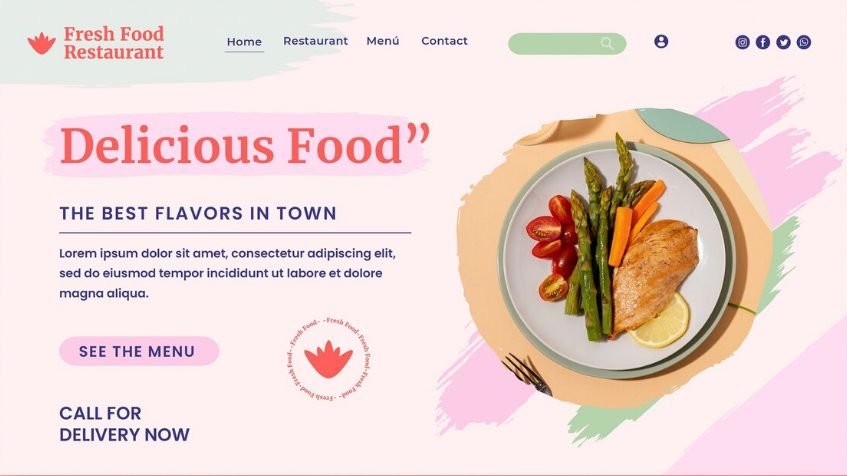 Fresh Food
Restaurant
Home Restaurant Menú Contact
Delicious Food”
THE BEST FLAVORS IN TOWN
Lorem ipsum dolor sit amet, consectetur adipiscing elit,
sed do eiusmod tempor incididunt ut labore et dolore
magna aliqua.
SEE THE MENU
-Fresh Food-Fresh Food-Fresh Food-Fresh Food-
CALL FOR
DELIVERY NOW